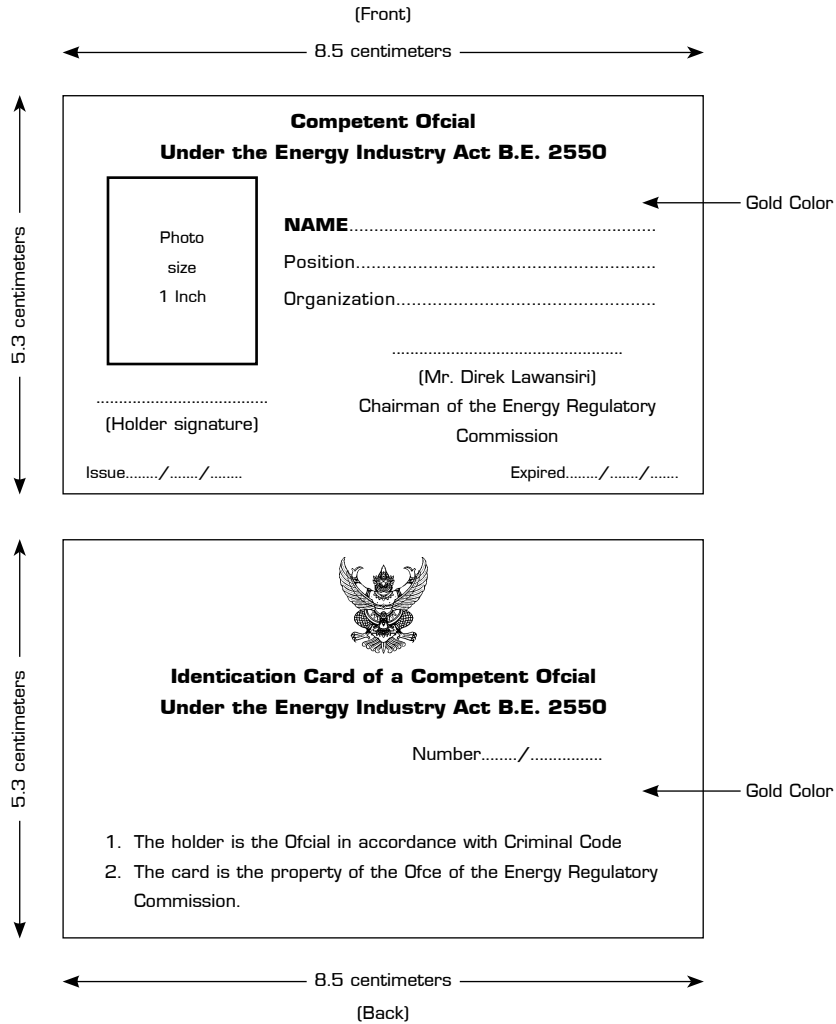 (Front)
8.5 centimeters
Competent Ofcial
Under the Energy Industry Act B.E. 2550
Gold Color
5.3 centimeters
Photo
size
1 Inch
NAME..........................................................
Position..........................................................
Organization..................................................
..................................................
(Mr. Direk Lawansiri)
Chairman of the Energy Regulatory
Commission
.....................................
(Holder signature)
Issue......../......./........
Expired......./......./.......
5.3 centimeters
Identication Card of a Competent Ofcial
Under the Energy Industry Act B.E. 2550
Number......../................
Gold Color
1. The holder is the Ofcial in accordance with Criminal Code
2. The card is the property of the Ofce of the Energy Regulatory
Commission.
8.5 centimeters
(Back)